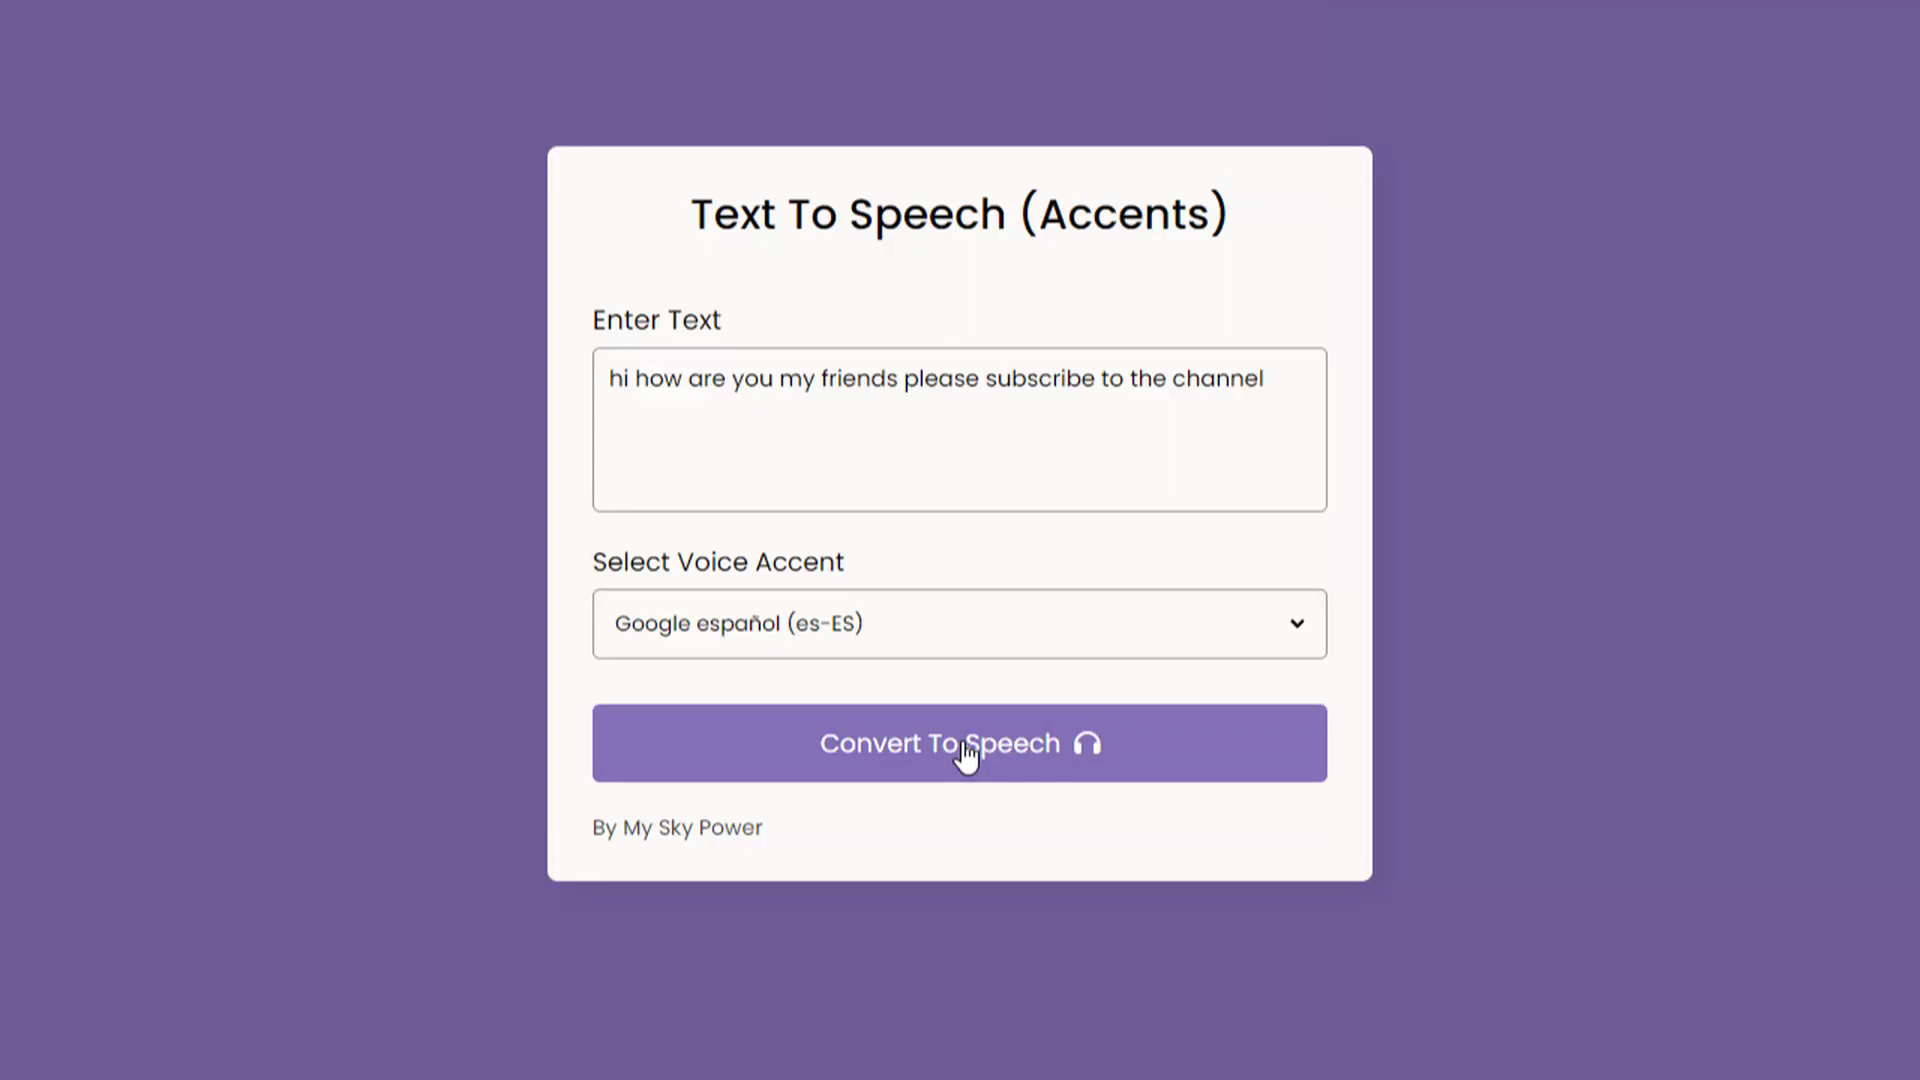 Text To Speech (Accents)
Enter Text
hi how are you my friends please subscribe to the channel
Select Voice Accent
Google español (es-ES)
Convert To Speech
By My Sky Power